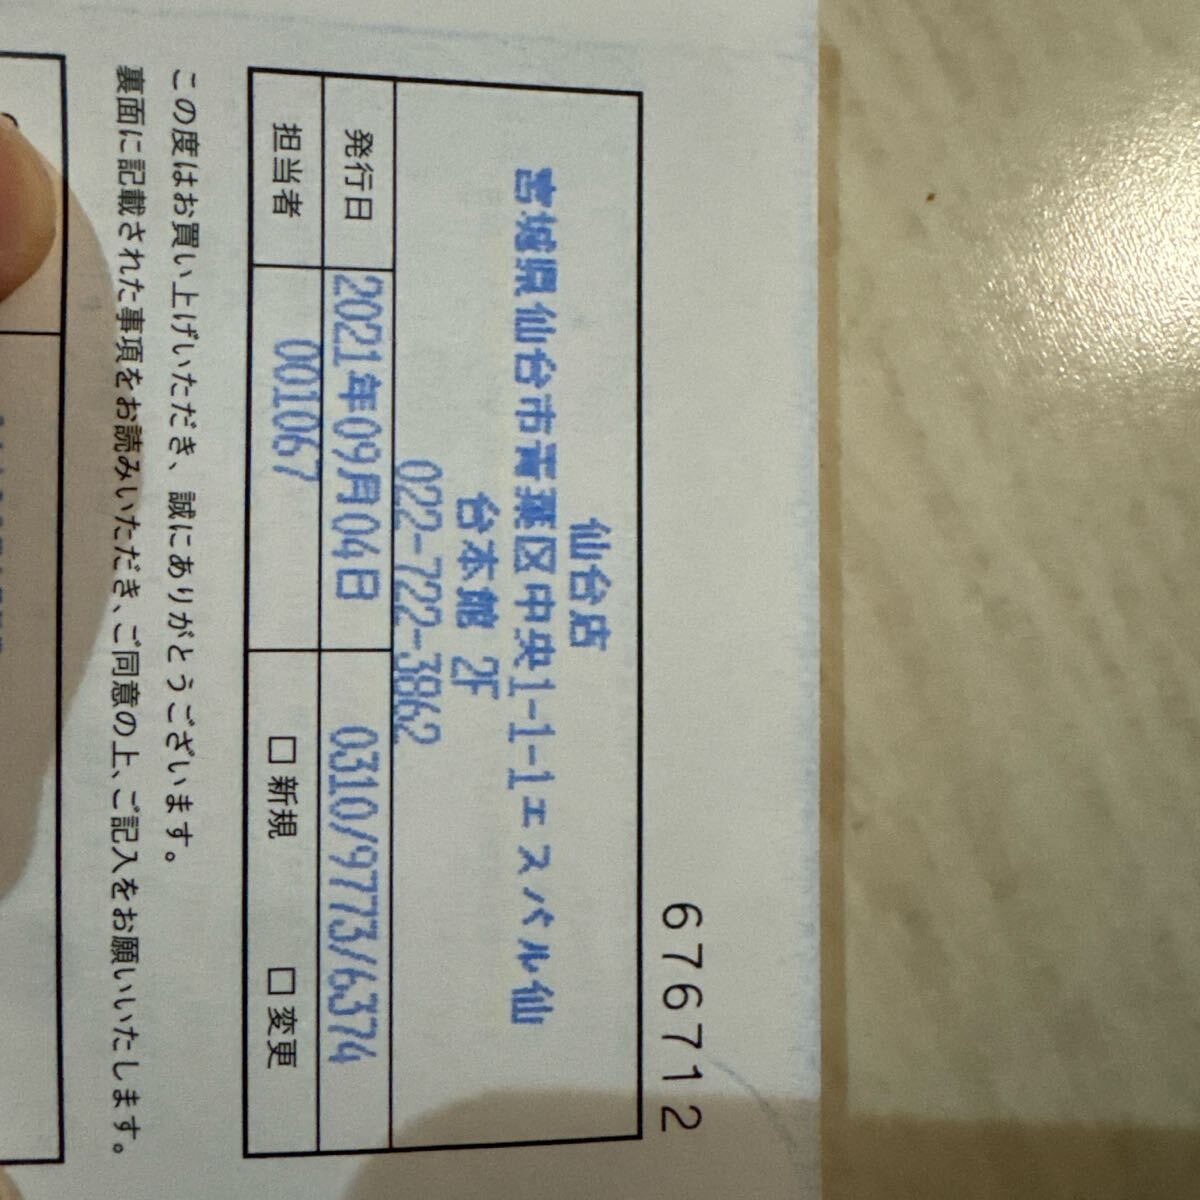 676712
仙台店
宮城県仙台市青葉区中央1-1-1エスパル仙
台本館 2F
022-722-3862
発行日 2021年09月04日 0310/9773/6374
担当者 001067 □新規 □変更
この度はお買い上げいただき、誠にありがとうございます。
裏面に記載された事項をお読みいただき、ご同意の上、ご記入をお願いいたします。